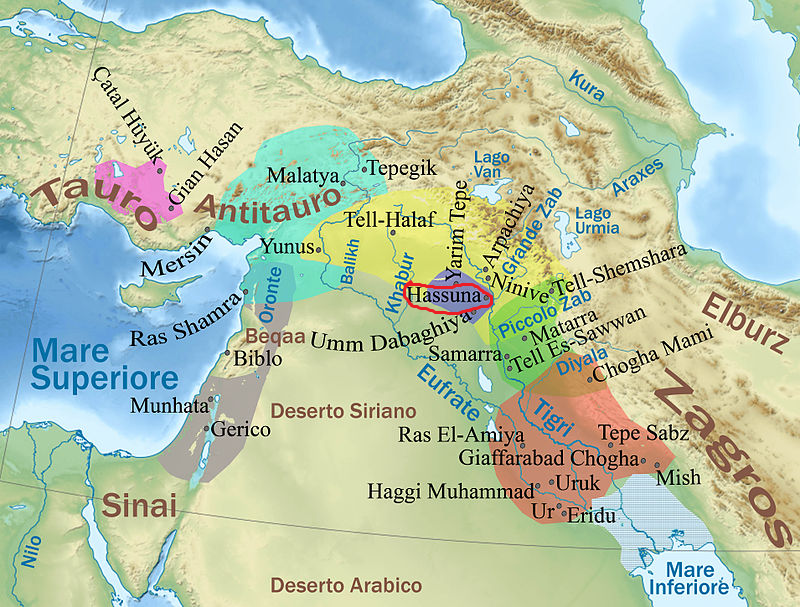 Kura
Çatal Hüyük
Gian Hasan
Lago
Van
Araxes
Malatya
Tepegik
Tauro
Antitauro
Tell-Halaf
Yarim Tepe
Arpachiya
Grande Zab
Lago
Urmia
Mersin
Yunus
Balikh
Khabur
Ninive
Tell-Shemshara
Oronte
Hassuna
Piccolo Zab
Elburz
Ras Shamra
Beqaa
Umm Dabaghiya
Matarra
Mare
Superiore
Biblo
Samarra
Tell Es-Sawwan
Diyala
Chogha Mami
Eufrate
Zagros
Munhata
Deserto Siriano
Tigri
Gerico
Ras El-Amiya
Tepe Sabz
Giaffarabad
Chogha
Mish
Haggi Muhammad
Uruk
Sinai
Ur
Eridu
Nilo
Mare
Inferiore
Deserto Arabico